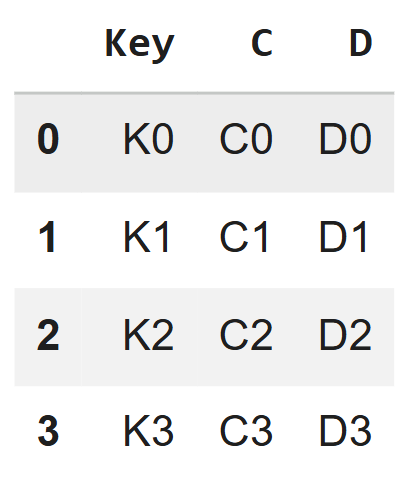 Key C D
0 K0 C0 D0
1 K1 C1 D1
2 K2 C2 D2
3 K3 C3 D3